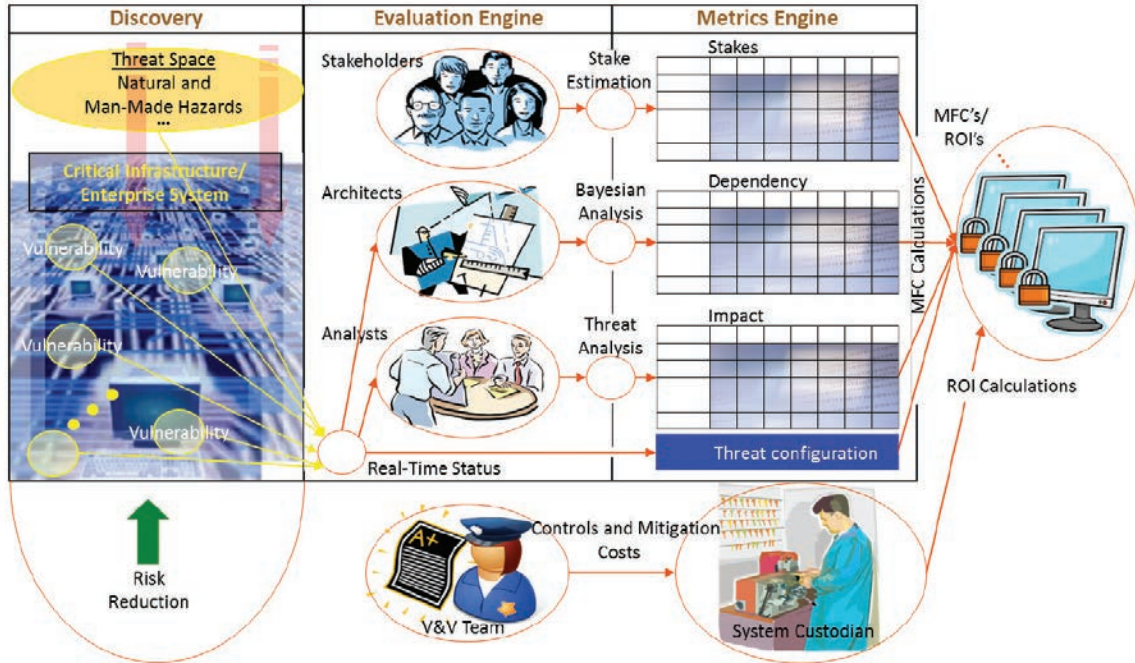 Discovery
Evaluation Engine
Metrics Engine
Threat Space
Natural and
Man-Made Hazards
...
Critical Infrastructure/
Enterprise System
Vulnerability
Vulnerability
Vulnerability
Vulnerability
Stakeholders
Stake
Estimation
Stakes
Architects
Bayesian
Analysis
Dependency
Analysts
Threat
Analysis
Impact
Real-Time Status
Threat configuration
MFC Calculations
MFC's/
ROI's
ROI Calculations
Risk
Reduction
A+
V&V Team
Controls and Mitigation
Costs
System Custodian